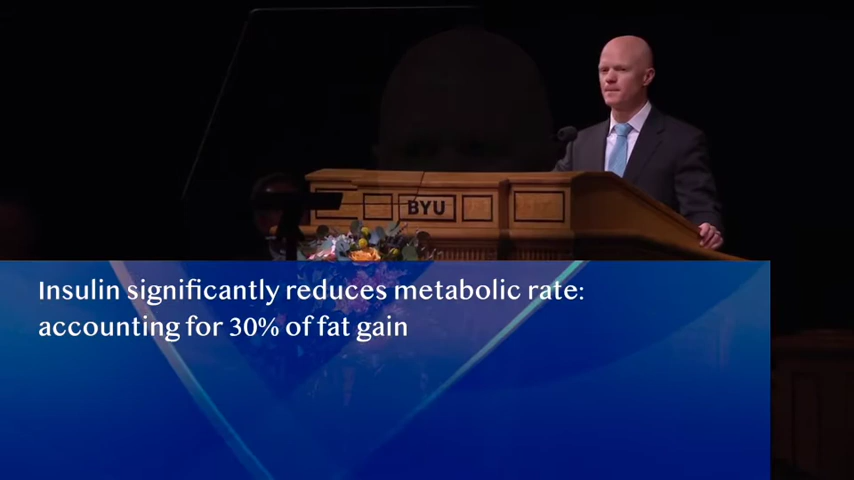 BYU
Insulin significantly reduces metabolic rate:
accounting for 30% of fat gain